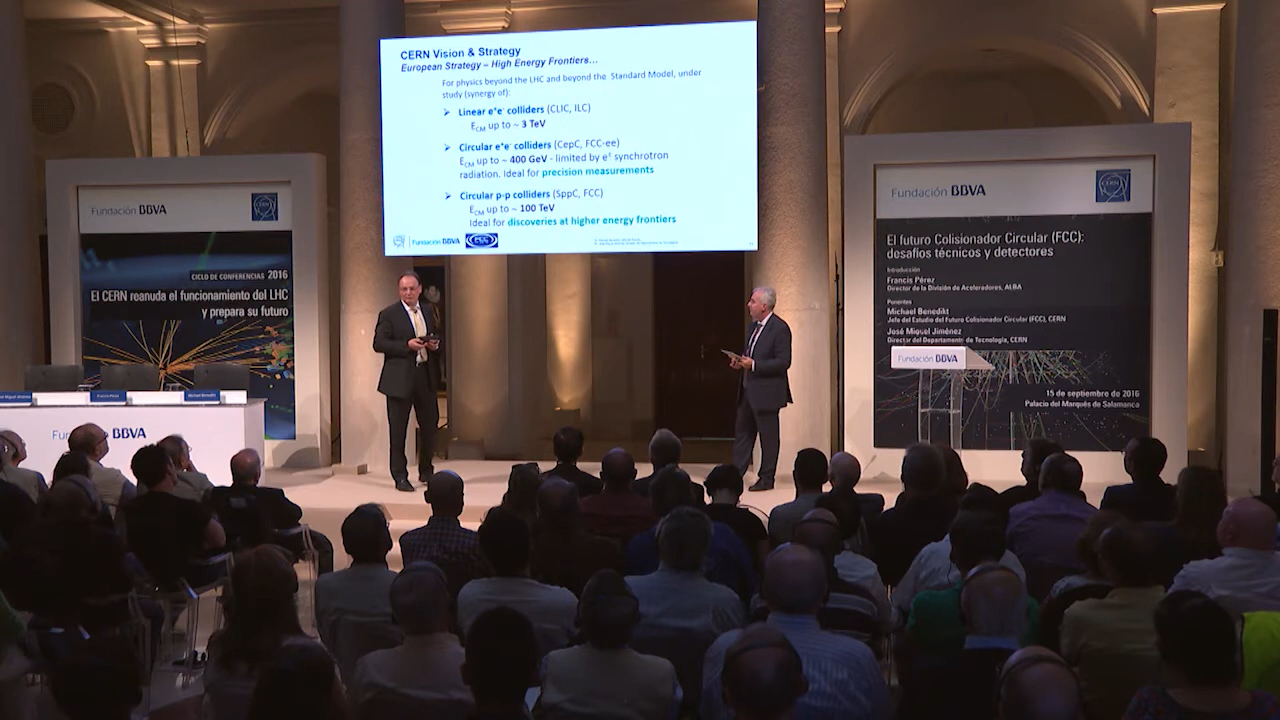 CERN Vision & Strategy
European Strategy – High Energy Frontiers…
For physics beyond the LHC and beyond the Standard Model, under
study (synergy of):
➢ Linear e⁺e⁻ colliders (CLIC, ILC)
E_CM up to ~ 3 TeV
➢ Circular e⁺e⁻ colliders (CepC, FCC-ee)
E_CM up to ~ 400 GeV - limited by e± synchrotron
radiation. Ideal for precision measurements
➢ Circular p-p colliders (SppC, FCC)
E_CM up to ~ 100 TeV
Ideal for discoveries at higher energy frontiers
Fundación BBVA
Fundación BBVA
CERN
CICLO DE CONFERENCIAS 2016
El CERN reanuda el funcionamiento del LHC
y prepara su futuro
Fundación BBVA
CERN
El futuro Colisionador Circular (FCC):
desafíos técnicos y detectores
Introducción
Francis Pérez
Director de la División de Aceleradores, ALBA
Ponentes
Michael Benedikt
Jefe del Estudio del Futuro Colisionador Circular (FCC), CERN
José Miguel Jiménez
Director del Departamento de Tecnología, CERN
Fundación BBVA
15 de septiembre de 2016
Palacio del Marqués de Salamanca
Francis Pérez
Michael Benedikt
BBVA